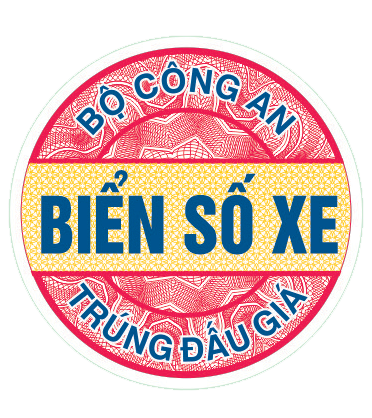 BỘ CÔNG AN
BIỂN SỐ XE
TRÚNG ĐẤU GIÁ